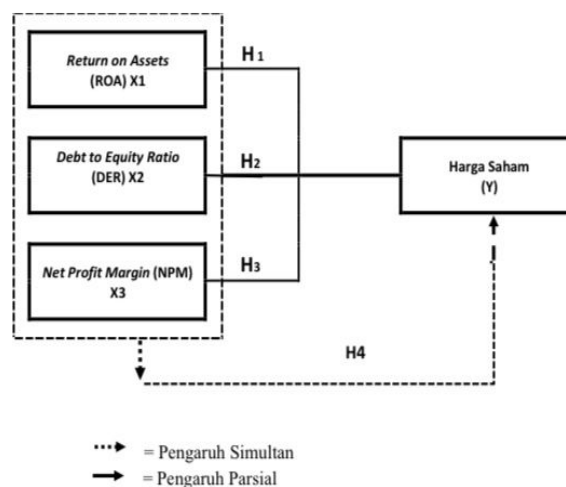 Return on Assets
(ROA) X1
H1
Debt to Equity Ratio
(DER) X2
H2
Harga Saham
(Y)
Net Profit Margin (NPM)
X3
H3
H4
= Pengaruh Simultan
= Pengaruh Parsial